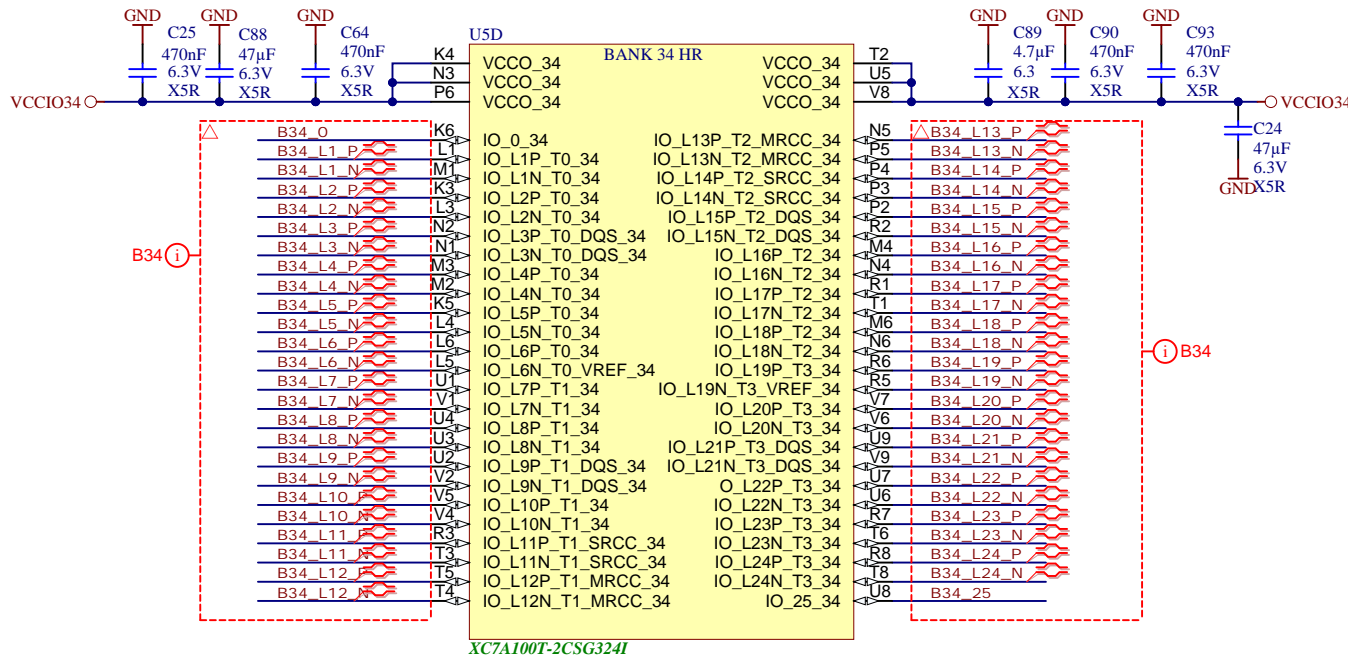 GND GND GND GND GND GND
C25 470nF 6.3V X5R
C88 47µF 6.3V X5R
C64 470nF 6.3V X5R
U5D
BANK 34 HR
C89 4.7µF 6.3 X5R
C90 470nF 6.3V X5R
C93 470nF 6.3V X5R
K4 VCCO_34 VCCO_34 T2
N3 VCCO_34 VCCO_34 U5
P6 VCCO_34 VCCO_34 V8
VCCIO34 VCCIO34
C24 47µF 6.3V X5R
GND
B34_0 K6 IO_0_34 IO_L13P_T2_MRCC_34 N5 B34_L13_P
B34_L1_P L1 IO_L1P_T0_34 IO_L13N_T2_MRCC_34 P5 B34_L13_N
B34_L1_N M1 IO_L1N_T0_34 IO_L14P_T2_SRCC_34 P4 B34_L14_P
B34_L2_P K3 IO_L2P_T0_34 IO_L14N_T2_SRCC_34 P3 B34_L14_N
B34_L2_N L3 IO_L2N_T0_34 IO_L15P_T2_DQS_34 P2 B34_L15_P
B34_L3_P N2 IO_L3P_T0_DQS_34 IO_L15N_T2_DQS_34 R2 B34_L15_N
B34_L3_N N1 IO_L3N_T0_DQS_34 IO_L16P_T2_34 M4 B34_L16_P
B34 i
B34_L4_P M3 IO_L4P_T0_34 IO_L16N_T2_34 N4 B34_L16_N
B34_L4_N M2 IO_L4N_T0_34 IO_L17P_T2_34 R1 B34_L17_P
B34_L5_P K5 IO_L5P_T0_34 IO_L17N_T2_34 T1 B34_L17_N
B34_L5_N L4 IO_L5N_T0_34 IO_L18P_T2_34 M6 B34_L18_P
B34_L6_P L6 IO_L6P_T0_34 IO_L18N_T2_34 N6 B34_L18_N
i B34
B34_L6_N L5 IO_L6N_T0_VREF_34 IO_L19P_T3_34 R6 B34_L19_P
B34_L7_P U1 IO_L7P_T1_34 IO_L19N_T3_VREF_34 R5 B34_L19_N
B34_L7_N V1 IO_L7N_T1_34 IO_L20P_T3_34 V7 B34_L20_P
B34_L8_P U4 IO_L8P_T1_34 IO_L20N_T3_34 V6 B34_L20_N
B34_L8_N U3 IO_L8N_T1_34 IO_L21P_T3_DQS_34 U9 B34_L21_P
B34_L9_P U2 IO_L9P_T1_DQS_34 IO_L21N_T3_DQS_34 V9 B34_L21_N
B34_L9_N V2 IO_L9N_T1_DQS_34 O_L22P_T3_34 U7 B34_L22_P
B34_L10_P V5 IO_L10P_T1_34 IO_L22N_T3_34 U6 B34_L22_N
B34_L10_N V4 IO_L10N_T1_34 IO_L23P_T3_34 R7 B34_L23_P
B34_L11_P R3 IO_L11P_T1_SRCC_34 IO_L23N_T3_34 T6 B34_L23_N
B34_L11_N T3 IO_L11N_T1_SRCC_34 IO_L24P_T3_34 R8 B34_L24_P
B34_L12_P T5 IO_L12P_T1_MRCC_34 IO_L24N_T3_34 T8 B34_L24_N
B34_L12_N T4 IO_L12N_T1_MRCC_34 IO_25_34 U8 B34_25
XC7A100T-2CSG324I